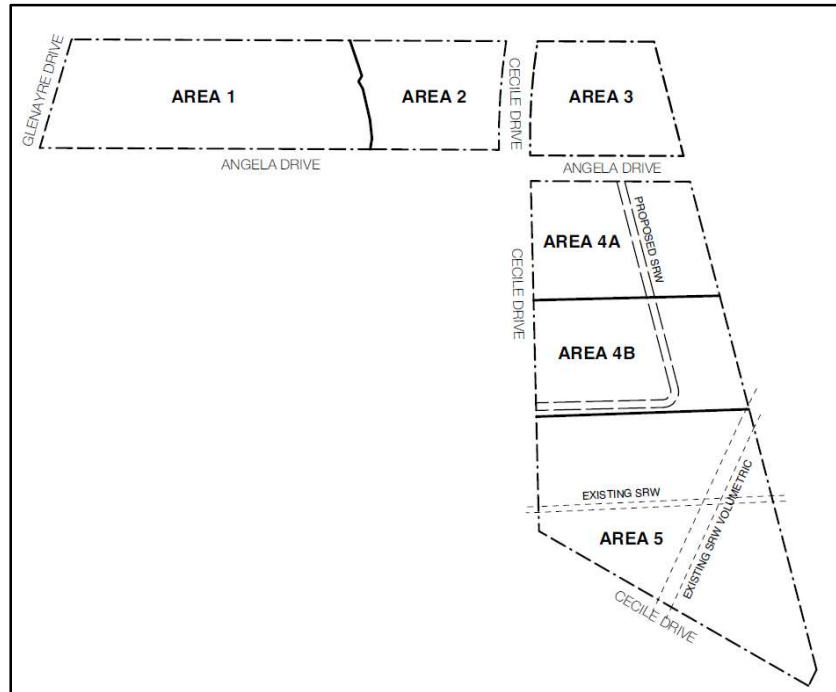 GLENAYRE DRIVE
AREA 1
AREA 2
CECILE DRIVE
AREA 3
ANGELA DRIVE
ANGELA DRIVE
AREA 4A
PROPOSED SRW
CECILE DRIVE
AREA 4B
EXISTING SRW
EXISTING SRW VOLUMETRIC
AREA 5
CECILE DRIVE